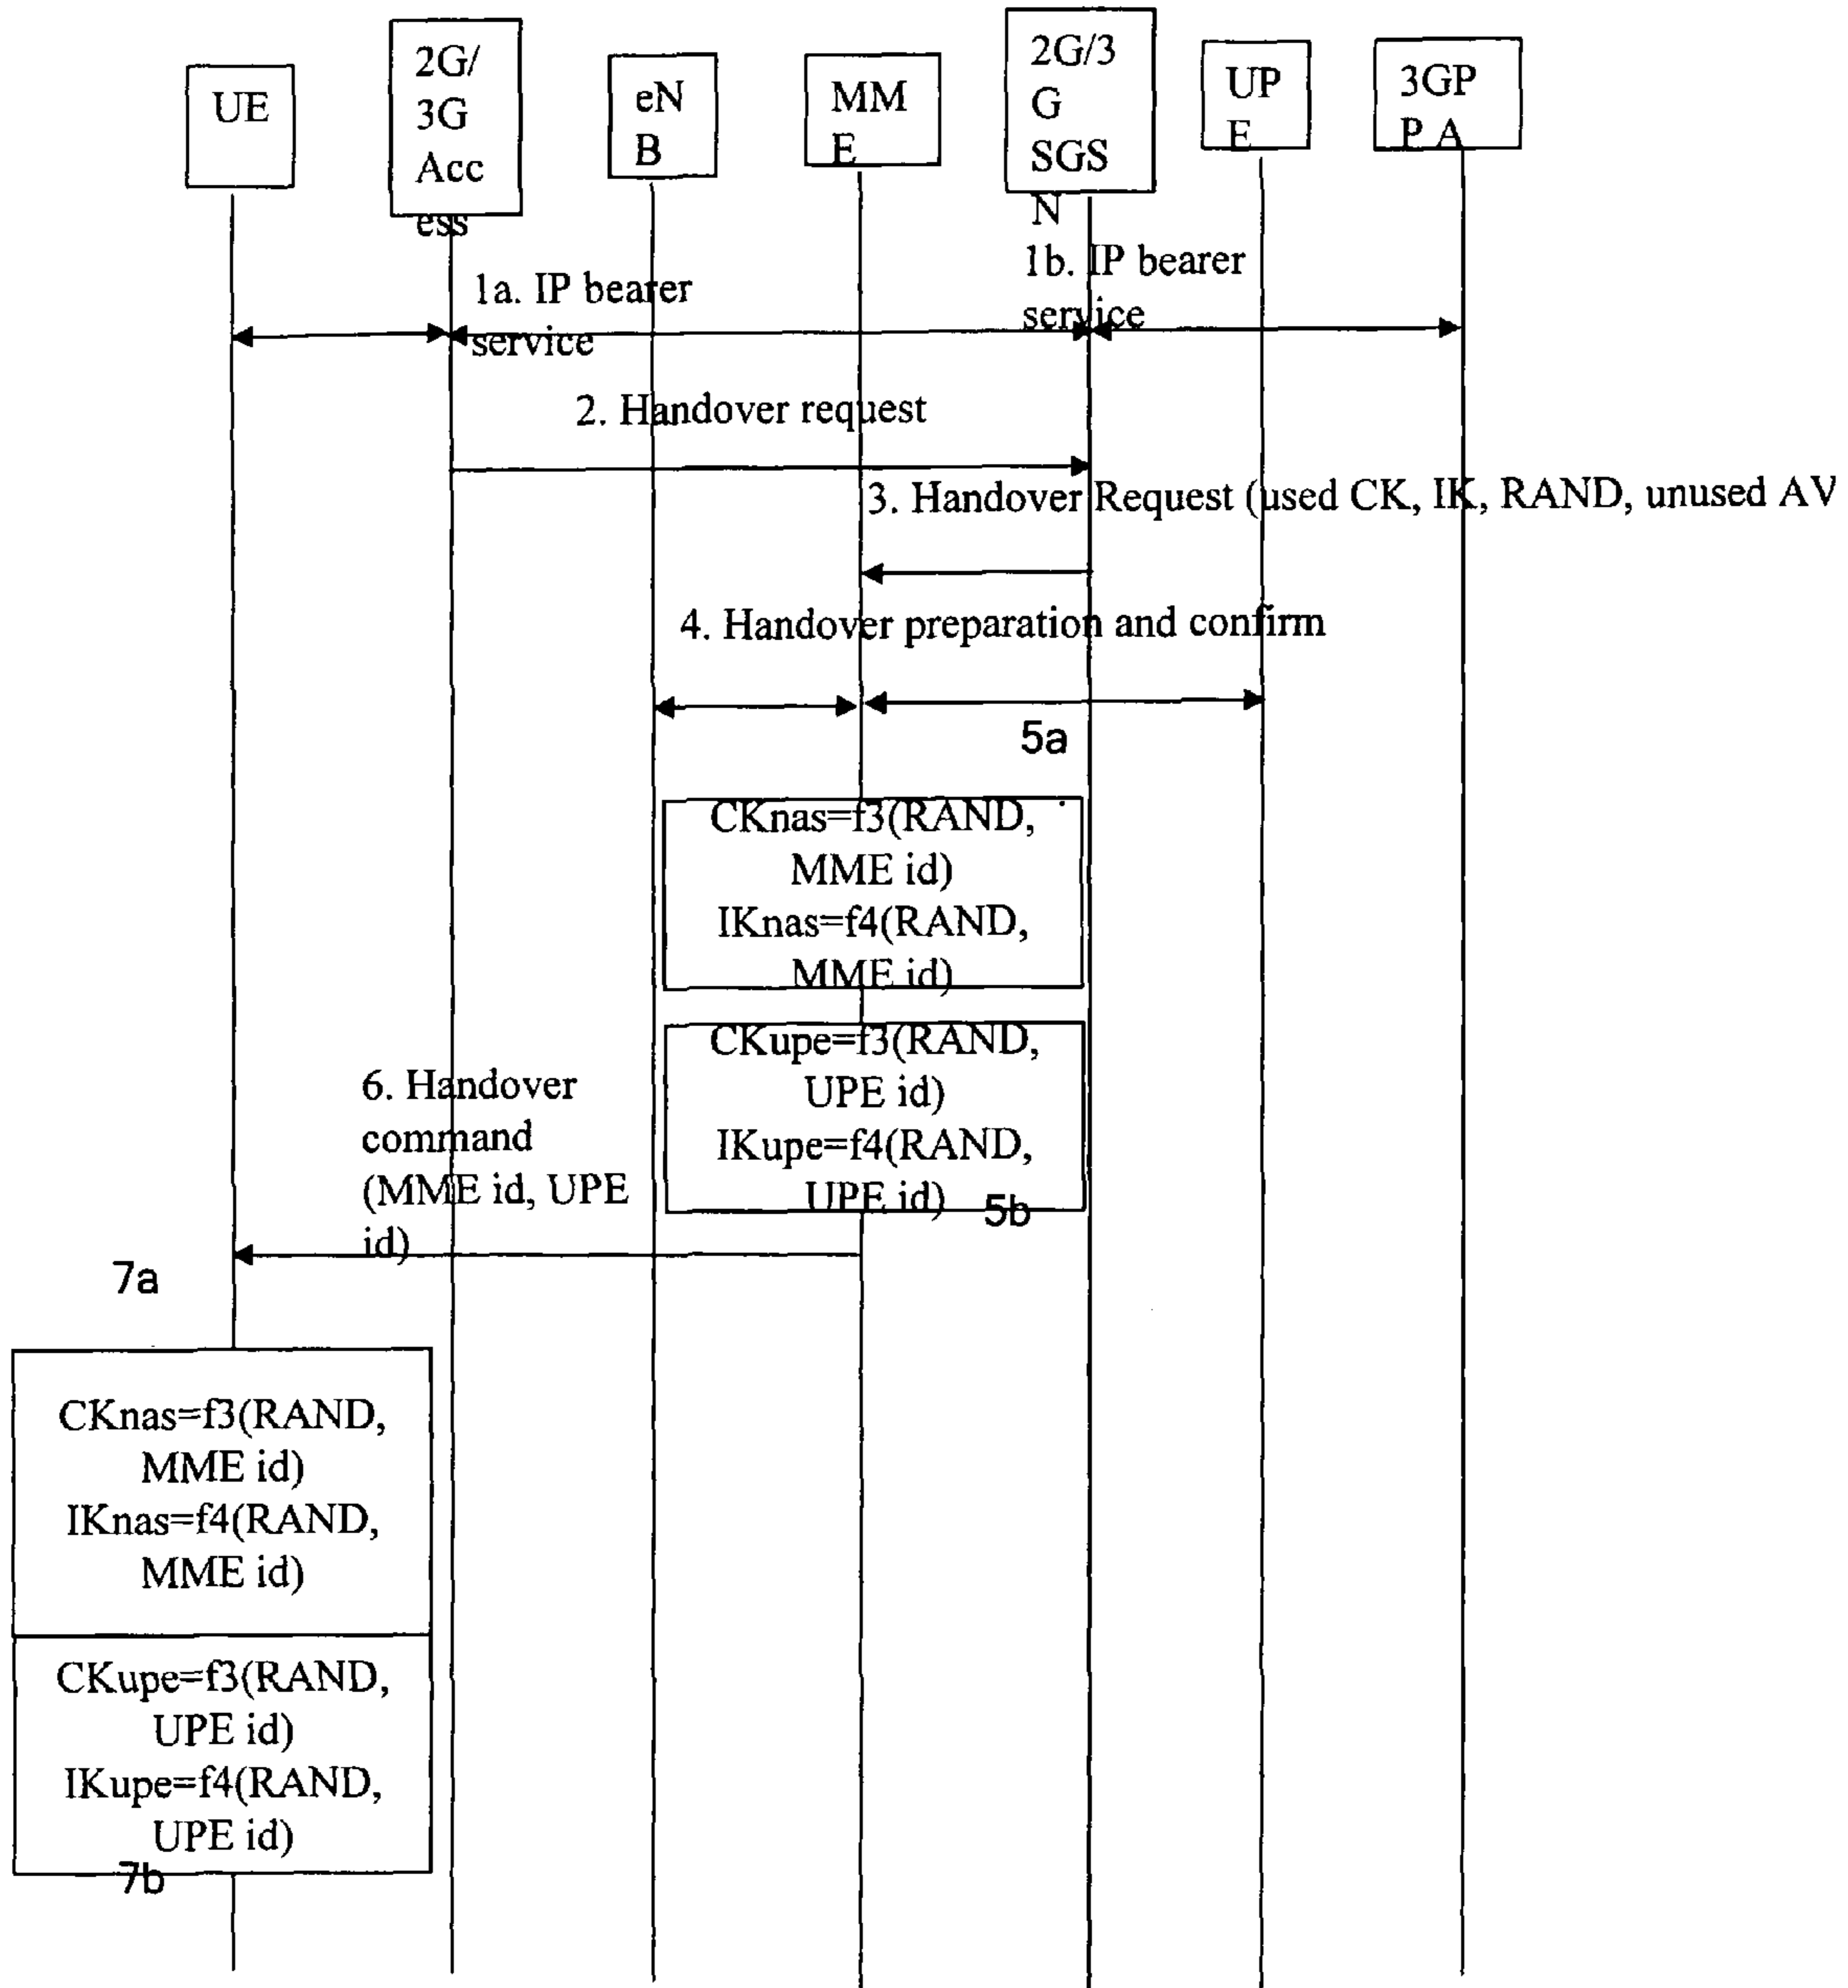 UE
2G/
3G
Acc
ess
eN
B
MM
E
2G/3
G
SGS
N
UP
E
3GP
P A
1a. IP bearer
service
1b. IP bearer
service
2. Handover request
3. Handover Request (used CK, IK, RAND, unused AV
4. Handover preparation and confirm
5a
CKnas=f3(RAND,
MME id)
IKnas=f4(RAND,
MME id)
CKupe=f3(RAND,
UPE id)
IKupe=f4(RAND,
UPE id)
5b
6. Handover
command
(MME id, UPE
id)
7a
CKnas=f3(RAND,
MME id)
IKnas=f4(RAND,
MME id)
CKupe=f3(RAND,
UPE id)
IKupe=f4(RAND,
UPE id)
7b